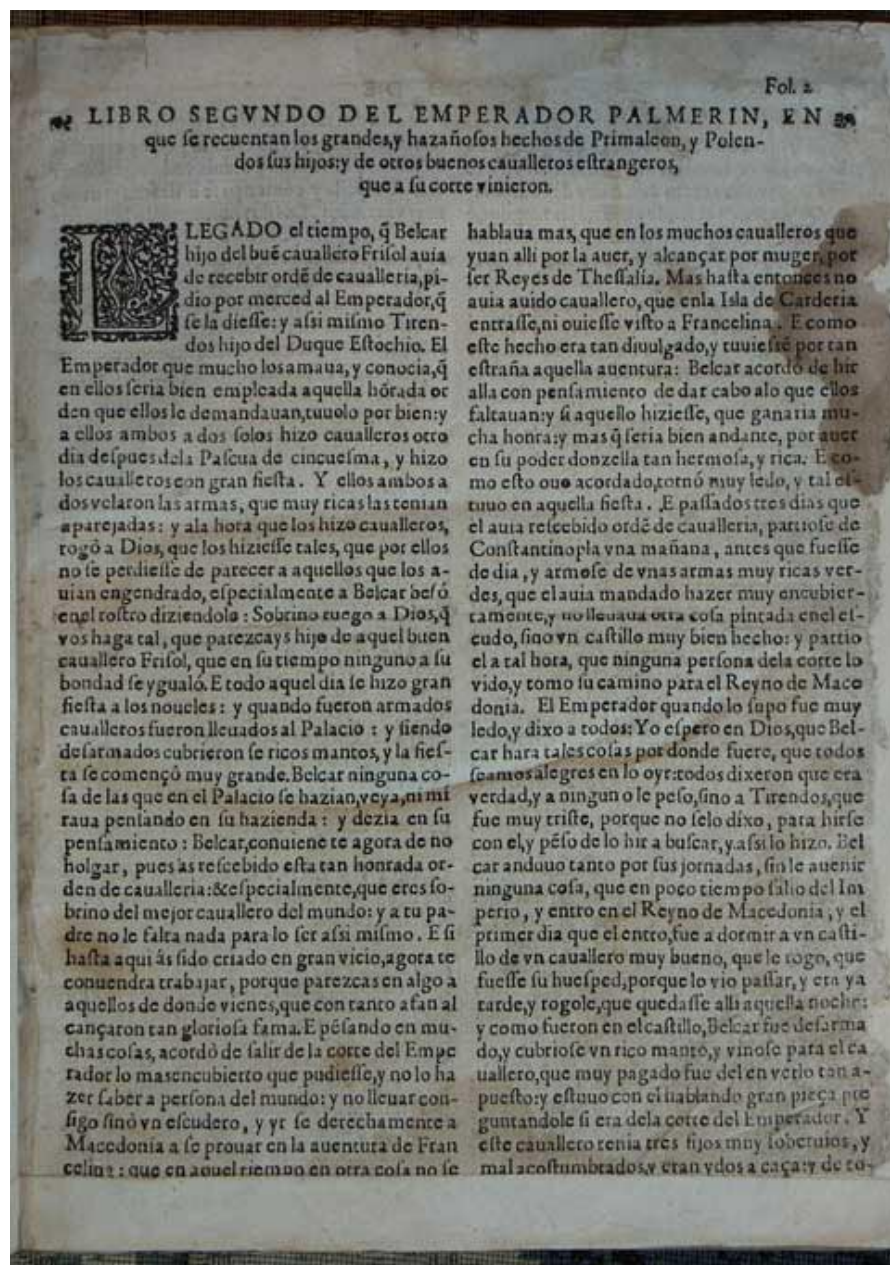 Fol. 2
LIBRO SEGVNDO DEL EMPERADOR PALMERIN, EN
que ſe recuentan los grandes,y hazañoſos hechos de Primaleon, y Polen-
dos ſus hijos:y de otros buenos caualleros eſtrangeros,
que a ſu corte vinieron.
LLEGADO el tiempo, q̃ Belcar
hijo del buẽ cauallero Friſol auia
de recebir ordẽ de caualleria,pi-
dio por merced al Emperador,q̃
ſe la dieſſe: y aſsi miſmo Tiren-
dos hijo del Duque Eſtochio. El
Emperador que mucho los amaua, y conocia,q̃
en ellos ſeria bien empleada aquella hõrada or
den que ellos le demandauan,tuuolo por bien:y
a ellos ambos a dos ſolos hizo caualleros otro
dia deſpues dela Paſcua de cincueſma, y hizo
los caualleros con gran fieſta. Y ellos ambos a
dos velaron las armas, que muy ricas las tenian
aparejadas: y ala hora que los hizo caualleros,
rogò a Dios, que los hizieſſe tales, que por ellos
no ſe perdieſſe de parecer a aquellos que los a-
uian engendrado, eſpecialmente a Belcar beſó
enel roſtro diziendole: Sobrino ruego a Dios,q̃
vos haga tal, que parezcays hijo de aquel buen
cauallero Friſol, que en ſu tiempo ninguno a ſu
bondad ſe ygualó. E todo aquel dia ſe hizo gran
fieſta a los noueles: y quando fueron armados
caualleros fueron lleuados al Palacio: y ſiendo
deſarmados cubrieron ſe ricos mantos, y la fieſ-
ta ſe començò muy grande. Belcar ninguna co-
ſa de las que en el Palacio ſe hazian,veya,ni mi
raua penſando en ſu hazienda: y dezia en ſu
penſamiento: Belcar,conuiene te agora de no
holgar, pues as reſcebido eſta tan honrada or-
den de caualleria:&eſpecialmente,que eres ſo-
brino del mejor cauallero del mundo: y a tu pa-
dre no le falta nada para lo ſer aſsi miſmo. E ſi
haſta aqui ás ſido criado en gran vicio,agora te
conuendra trabajar, porque parezcas en algo a
aquellos de donde vienes,que con tanto afan al
cançaron tan glorioſa fama. E pẽſando en mu-
chas coſas, acordò de ſalir de la corte del Empe
rador lo mas encubierto que pudieſſe,y no lo ha
zer ſaber a perſona del mundo: y no lleuar con-
ſigo ſinò vn eſcudero, y yr ſe derechamente a
Macedonia a ſe prouar en la auentura de Fran
celina: que en aquel tiempo en otra coſa no ſe
hablaua mas, que en los muchos caualleros que
yuan alli por la auer, y alcançar por muger, por
ſer Reyes de Theſſalia. Mas haſta entonces no
auia auido cauallero, que enla Isla de Carderia
entraſſe,ni ouieſſe viſto a Francelina. E como
eſte hecho era tan diuulgado,y tuuieſſẽ por tan
eſtraña aquella auentura: Belcar acordò de hir
alla con penſamiento de dar cabo alo que ellos
faltauan:y ſi aquello hizieſſe, que ganaria mu-
cha honra:y mas q̃ ſeria bien andante, por auer
en ſu poder donzella tan hermoſa, y rica. E co-
mo eſto ouo acordado,tornó muy ledo, y tal eſ-
tuuo en aquella fieſta. E paſſados tres dias que
el auia reſcebido ordẽ de caualleria, partioſe de
Conſtantinopla vna mañana, antes que fueſſe
de dia, y armoſe de vnas armas muy ricas ver-
des, que el auia mandado hazer muy encubier-
tamente,y no lleuaua otra coſa pintada enel eſ-
cudo, ſino vn caſtillo muy bien hecho: y partio
el a tal hora, que ninguna perſona dela corte lo
vido,y tomo ſu camino para el Reyno de Mace
donia. El Emperador quando lo ſupo fue muy
ledo,y dixo a todos: Yo eſpero en Dios,que Bel-
car hara tales coſas por donde fuere, que todos
ſeamos alegres en lo oyr:todos dixeron que era
verdad,y a ninguno le peſo,ſino a Tirendos,que
fue muy triſte, porque no ſelo dixo, para hirſe
con el,y pẽſo de lo hir a buſcar,y aſsi lo hizo. Bel
car anduuo tanto por ſus jornadas, ſin le auenir
ninguna coſa, que en poco tiempo ſalio del Im
perio, y entro en el Reyno de Macedonia, y el
primer dia que el entro,fue a dormir a vn caſti-
llo de vn cauallero muy bueno, que le rogo, que
fueſſe ſu hueſped,porque lo vio paſſar, y era ya
tarde,y rogole,que quedaſſe alli aquella noche:
y como fueron en el caſtillo,Belcar fue deſarma
do,y cubrioſe vn rico manto,y vinoſe para el ca
uallero,que muy pagado fue del en verlo tan a-
pueſto:y eſtuuo con el hablando gran pieça pre
guntandole ſi era dela corte del Emperador. Y
eſte cauallero tenia tres fijos muy ſoberuios, y
mal acoſtumbrados,y eran ydos a caça:y de to-